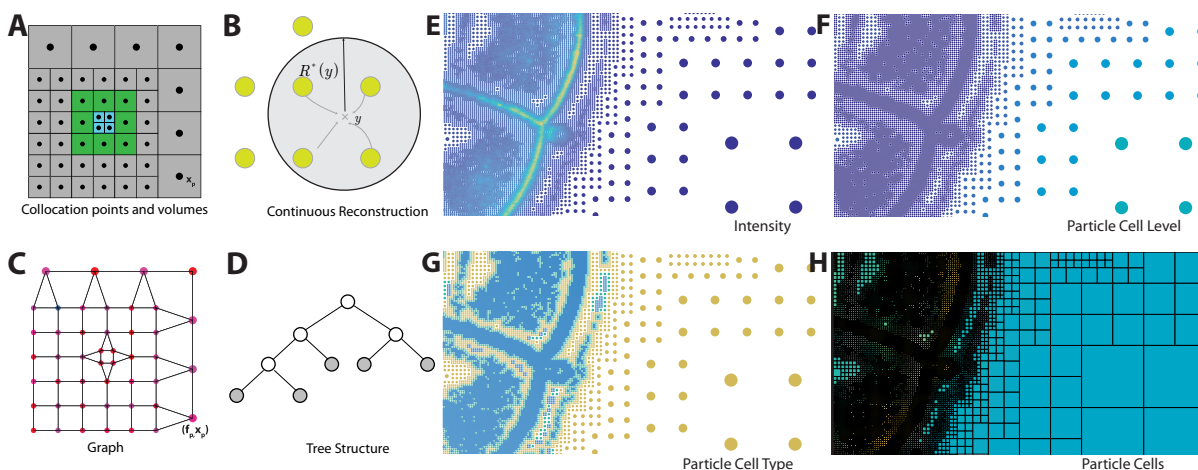 A
x_p
Collocation points and volumes
B
R*(y)
y
Continuous Reconstruction
E
Intensity
F
Particle Cell Level
C
(f_p,x_p)
Graph
D
Tree Structure
G
Particle Cell Type
H
Particle Cells